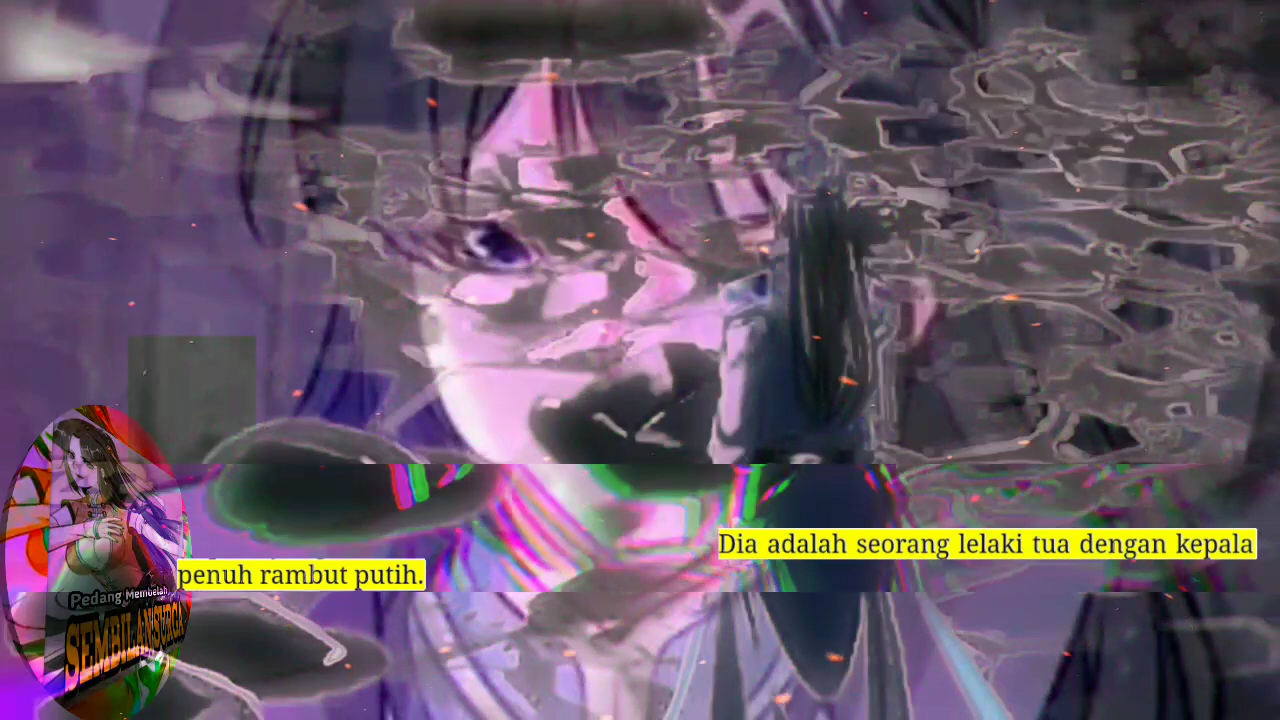 Dia adalah seorang lelaki tua dengan kepala
penuh rambut putih.
Pedang Membelah
SEMBILAN SURGA